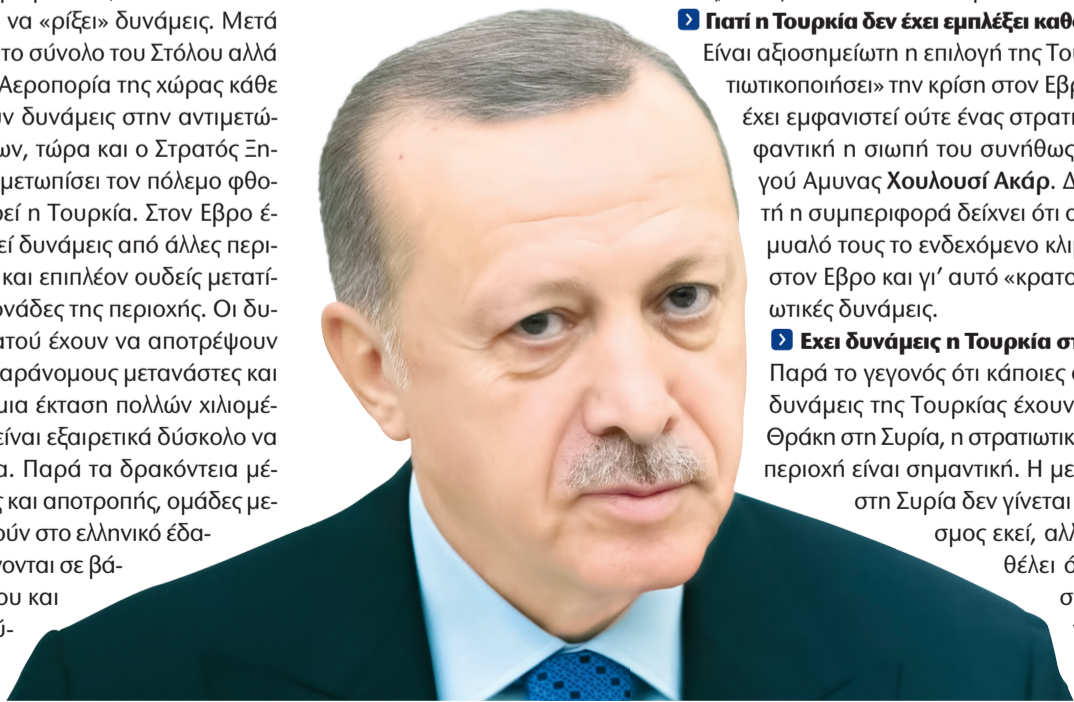 να «ρίξει» δυνάμεις. Μετά
το σύνολο του Στόλου αλλά
Αεροπορία της χώρας κάθε
ν δυνάμεις στην αντιμετώ-
ων, τώρα και ο Στρατός Ξη-
μετωπίσει τον πόλεμο φθο-
ρεί η Τουρκία. Στον Εβρο έ-
εί δυνάμεις από άλλες περι-
και επιπλέον ουδείς μετατί-
ονάδες της περιοχής. Οι δυ-
ατού έχουν να αποτρέψουν
αράνομους μετανάστες και
μια έκταση πολλών χιλιομέ-
είναι εξαιρετικά δύσκολο να
α. Παρά τα δρακόντεια μέ-
ς και αποτροπής, ομάδες με-
ούν στο ελληνικό έδα-
νονται σε βά-
ου και
ύ-
Γιατί η Τουρκία δεν έχει εμπλέξει καθ
Είναι αξιοσημείωτη η επιλογή της Του
τιωτικοποιήσει» την κρίση στον Εβρ
έχει εμφανιστεί ούτε ένας στρατι
φαντική η σιωπή του συνήθως
γού Αμυνας Χουλουσί Ακάρ. Δ
τή η συμπεριφορά δείχνει ότι ο
μυαλό τους το ενδεχόμενο κλι
στον Εβρο και γι’ αυτό «κρατο
ωτικές δυνάμεις.
Εχει δυνάμεις η Τουρκία στ
Παρά το γεγονός ότι κάποιες
δυνάμεις της Τουρκίας έχουν
Θράκη στη Συρία, η στρατιωτικ
περιοχή είναι σημαντική. Η με
στη Συρία δεν γίνεται
σμος εκεί, αλλ
θέλει ό
σ